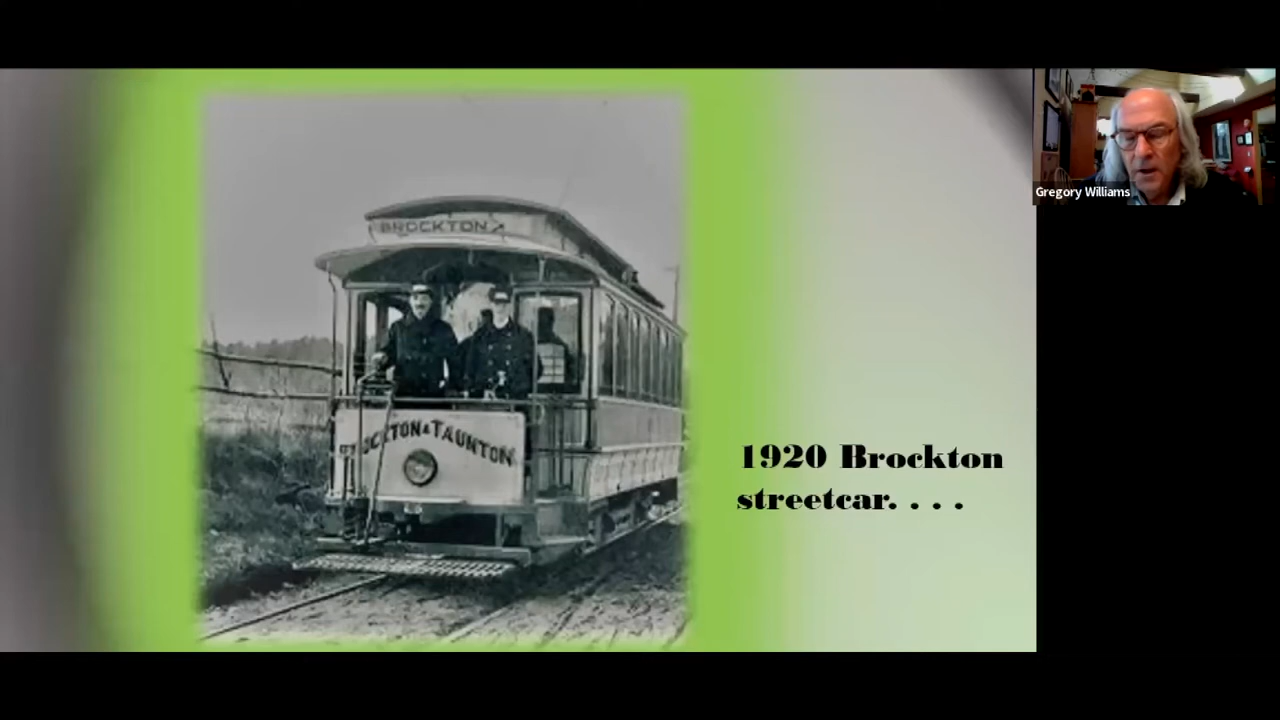 BROCKTON
BROCKTON & TAUNTON
1920 Brockton
streetcar. . . .
Gregory Williams